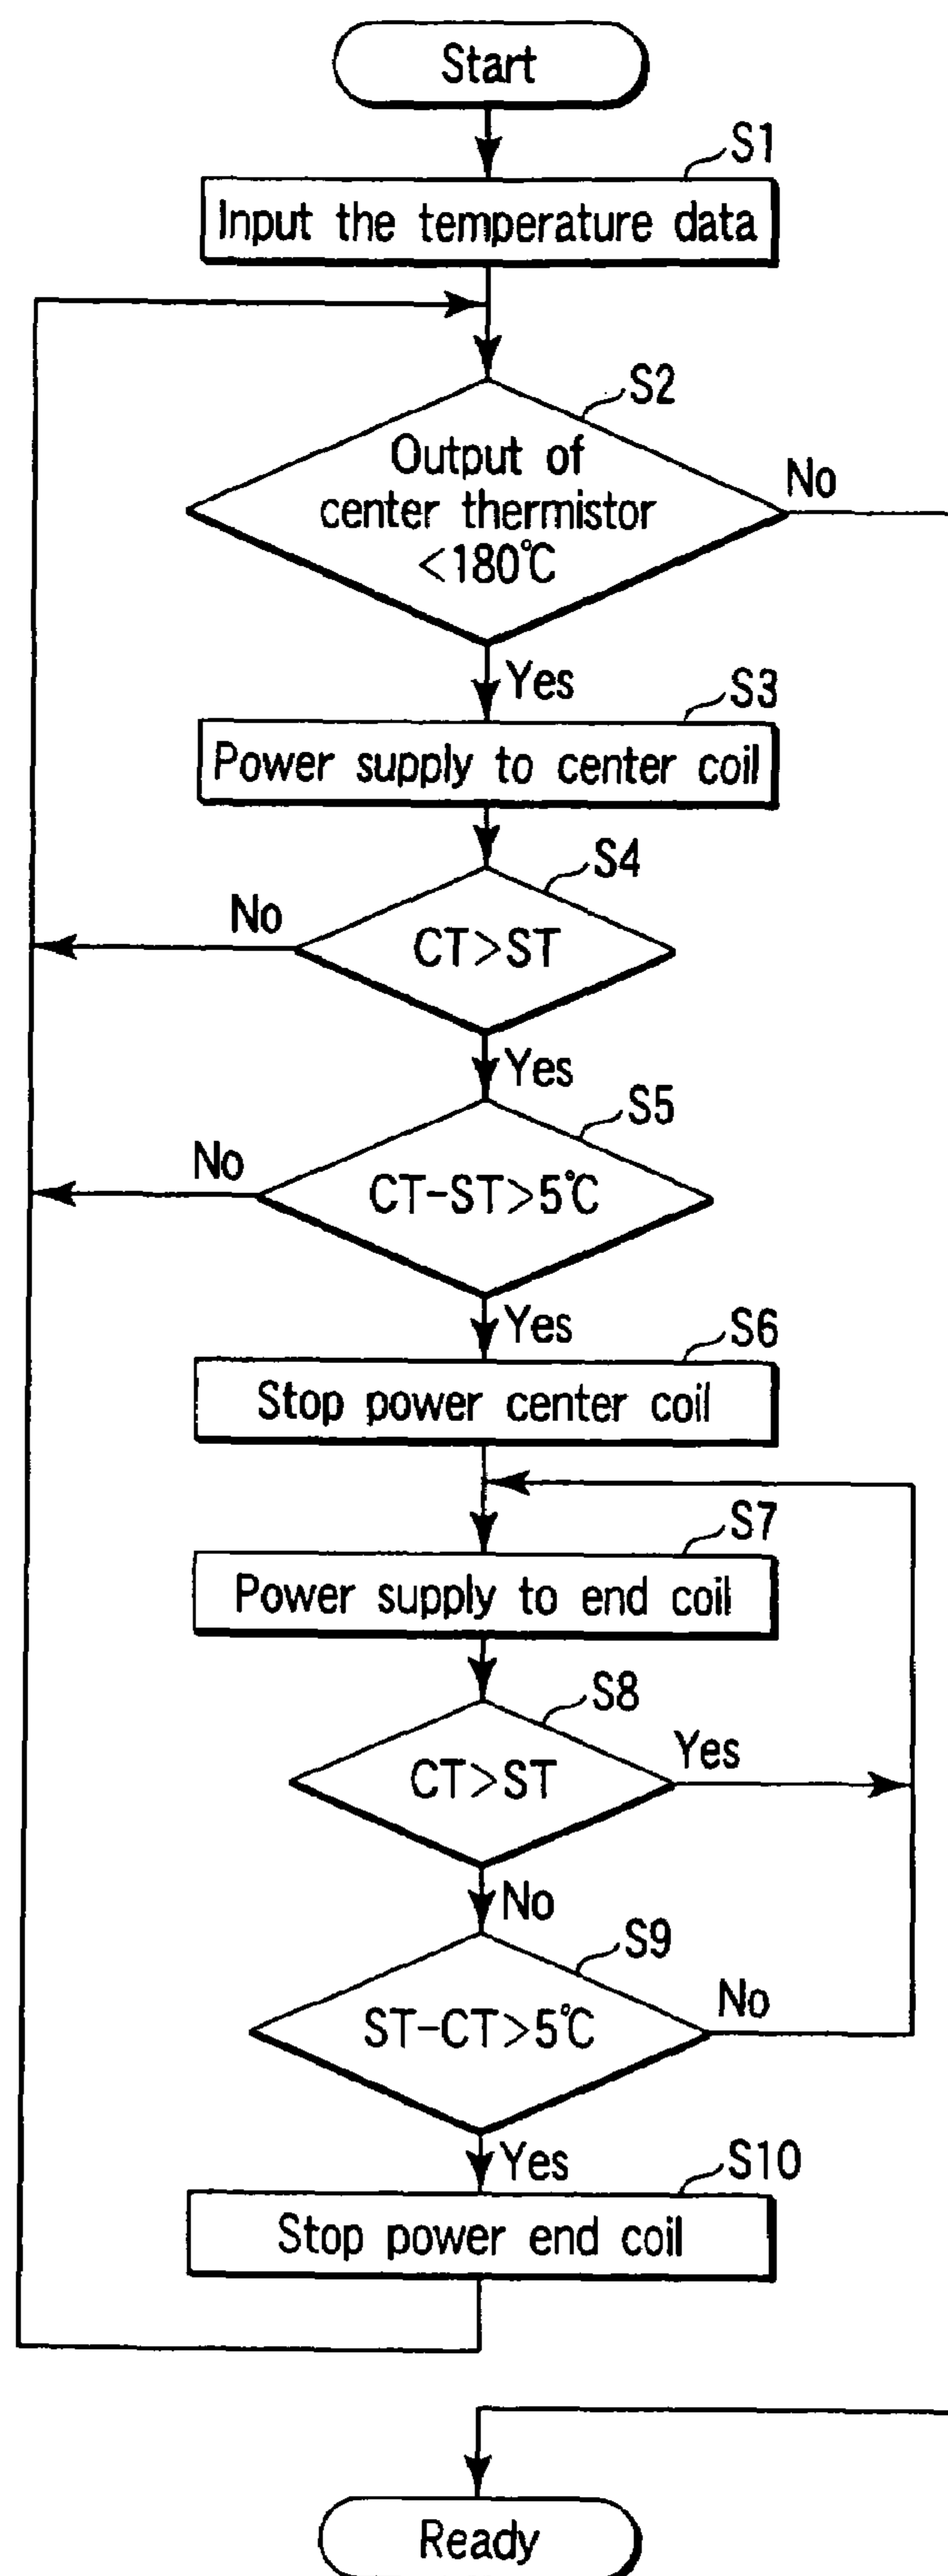 Start
S1
Input the temperature data
S2
Output of
center thermistor
<180°C
No
Yes
S3
Power supply to center coil
S4
No
CT>ST
Yes
S5
No
CT-ST>5°C
Yes
S6
Stop power center coil
S7
Power supply to end coil
S8
CT>ST
Yes
No
S9
ST-CT>5°C
No
Yes
S10
Stop power end coil
Ready